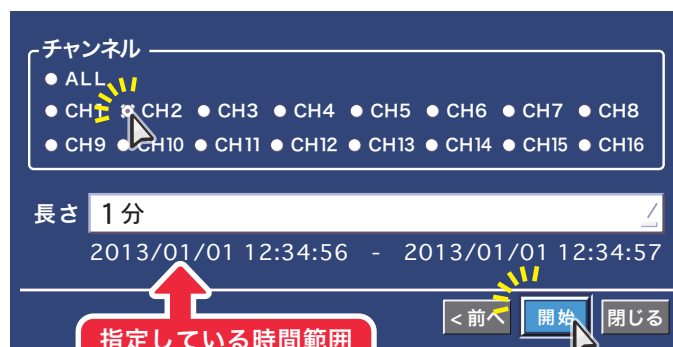 チャンネル
ALL
CH1 CH2 CH3 CH4 CH5 CH6 CH7 CH8
CH9 CH10 CH11 CH12 CH13 CH14 CH15 CH16
長さ 1分
2013/01/01 12:34:56 - 2013/01/01 12:34:57
<前へ 開始 閉じる
指定している時間範囲